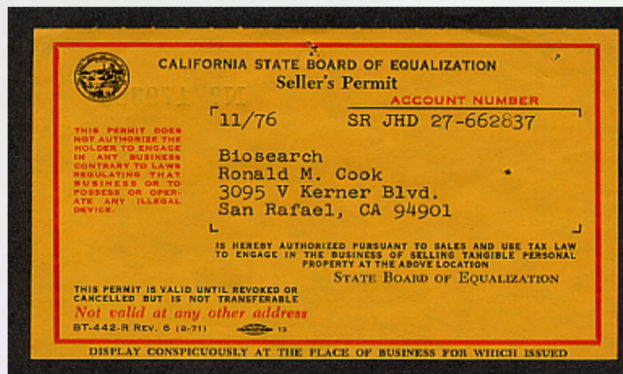 CALIFORNIA STATE BOARD OF EQUALIZATION
Seller's Permit
ACCOUNT NUMBER
11/76 SR JHD 27-662837
THIS PERMIT DOES
NOT AUTHORIZE THE
HOLDER TO ENGAGE
IN ANY BUSINESS
CONTRARY TO LAWS
REGULATING THAT
BUSINESS OR TO
POSSESS OR OPER-
ATE ANY ILLEGAL
DEVICE.
Biosearch
Ronald M. Cook
3095 V Kerner Blvd.
San Rafael, CA 94901
IS HEREBY AUTHORIZED PURSUANT TO SALES AND USE TAX LAW
TO ENGAGE IN THE BUSINESS OF SELLING TANGIBLE PERSONAL
PROPERTY AT THE ABOVE LOCATION
STATE BOARD OF EQUALIZATION
THIS PERMIT IS VALID UNTIL REVOKED OR
CANCELLED BUT IS NOT TRANSFERABLE
Not valid at any other address
BT-442-R REV. 6 (9-71) 13
DISPLAY CONSPICUOUSLY AT THE PLACE OF BUSINESS FOR WHICH ISSUED